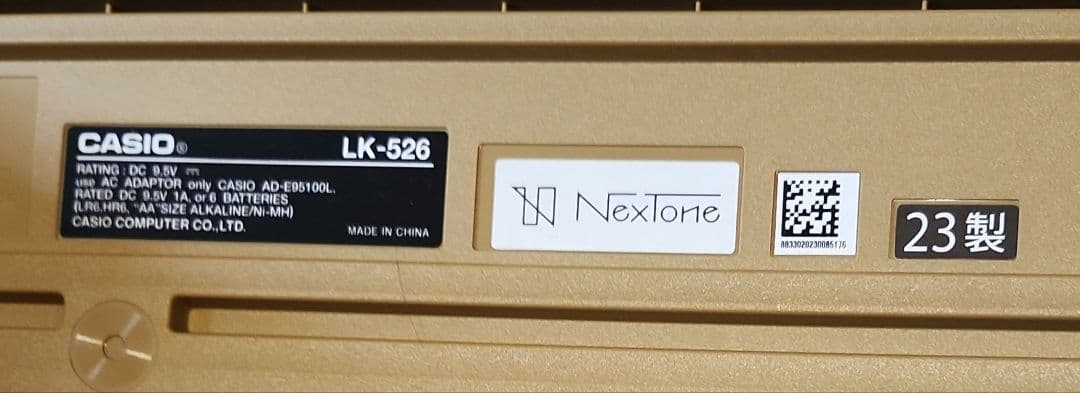 CASIO® LK-526
RATING : DC 9.5V ⎓
use AC ADAPTOR only CASIO AD-E95100L.
RATED DC 9.5V 1A, or 6 BATTERIES
(LR6.HR6, "AA"SIZE ALKALINE/Ni-MH)
CASIO COMPUTER CO.,LTD. MADE IN CHINA
NexTone
8833020230085176
23製